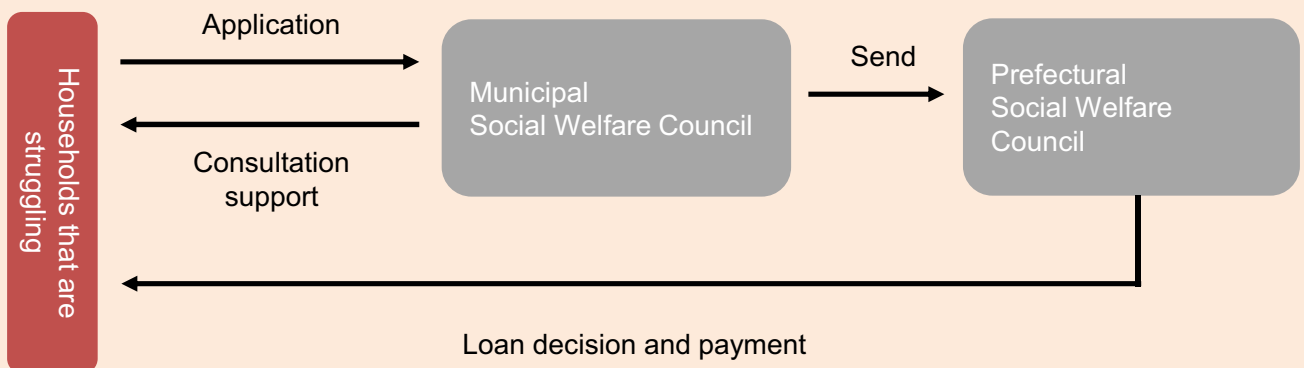 Households that are
struggling
Application
Consultation
support
Municipal
Social Welfare Council
Send
Prefectural
Social Welfare
Council
Loan decision and payment